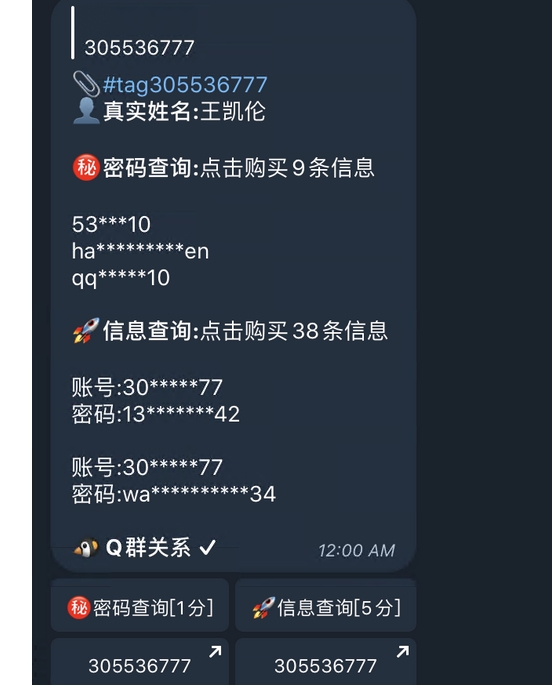 305536777
#tag305536777
真实姓名:王凯伦
㊙密码查询:点击购买9条信息
53***10
ha*********en
qq*****10
信息查询:点击购买38条信息
账号:30*****77
密码:13*******42
账号:30*****77
密码:wa**********34
Q群关系 ✓
12:00 AM
㊙密码查询[1分]
信息查询[5分]
305536777
305536777